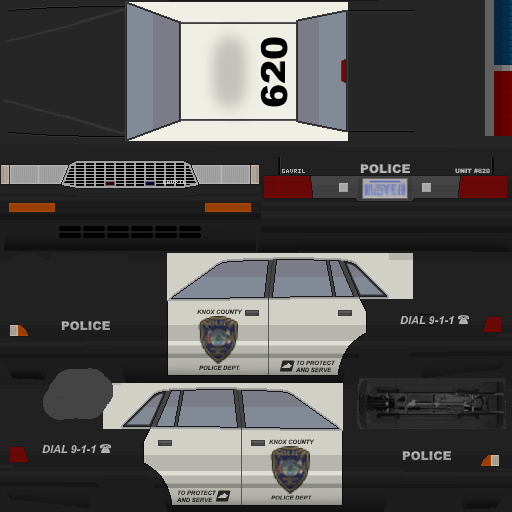 620
POLICE
GAVRIL
UNIT #620
KNOX COUNTY
POLICE
POLICE DEPT.
TO PROTECT
AND SERVE
DIAL 9-1-1
DIAL 9-1-1
TO PROTECT
AND SERVE
KNOX COUNTY
POLICE DEPT.
POLICE